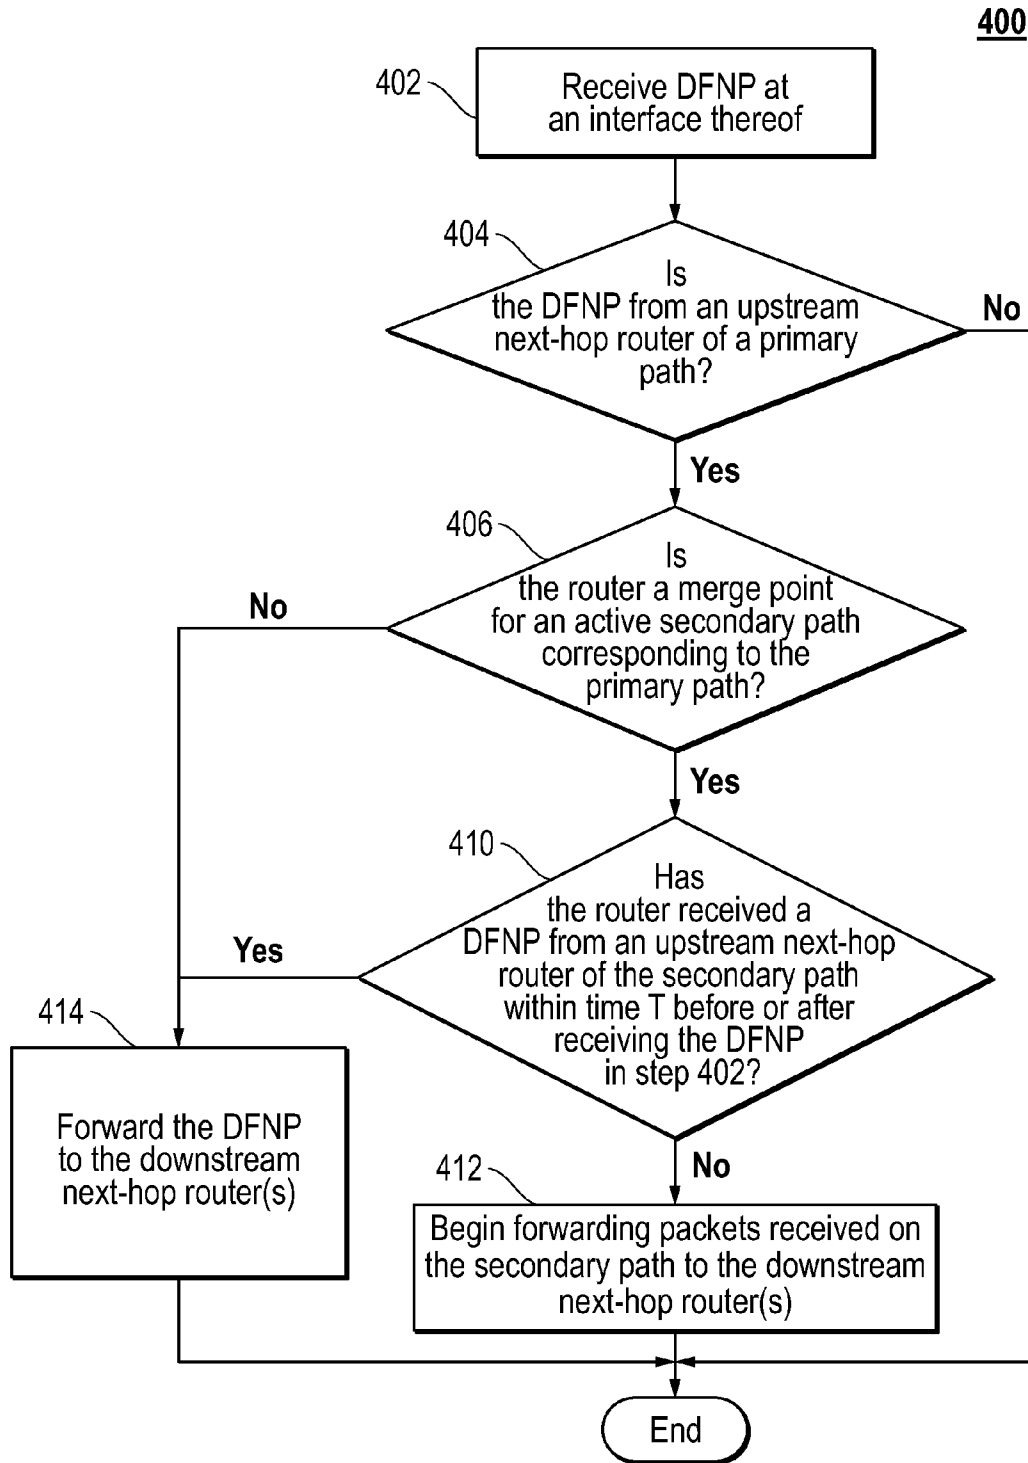 400
402
Receive DFNP at
an interface thereof
404
Is
the DFNP from an upstream
next-hop router of a primary
path?
No
Yes
406
Is
the router a merge point
for an active secondary path
corresponding to the
primary path?
No
Yes
410
Has
the router received a
DFNP from an upstream next-hop
router of the secondary path
within time T before or after
receiving the DFNP
in step 402?
Yes
414
Forward the DFNP
to the downstream
next-hop router(s)
No
412
Begin forwarding packets received on
the secondary path to the downstream
next-hop router(s)
End